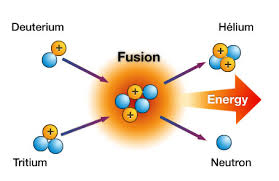 Deuterium
Hélium
Fusion
+
+
+
+
+
+
Energy
+
Tritium
Neutron